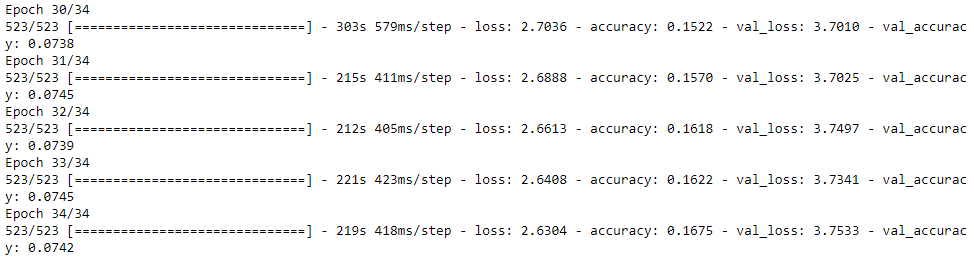 Epoch 30/34
523/523 [==============================] - 303s 579ms/step - loss: 2.7036 - accuracy: 0.1522 - val_loss: 3.7010 - val_accurac
y: 0.0738
Epoch 31/34
523/523 [==============================] - 215s 411ms/step - loss: 2.6888 - accuracy: 0.1570 - val_loss: 3.7025 - val_accurac
y: 0.0745
Epoch 32/34
523/523 [==============================] - 212s 405ms/step - loss: 2.6613 - accuracy: 0.1618 - val_loss: 3.7497 - val_accurac
y: 0.0739
Epoch 33/34
523/523 [==============================] - 221s 423ms/step - loss: 2.6408 - accuracy: 0.1622 - val_loss: 3.7341 - val_accurac
y: 0.0745
Epoch 34/34
523/523 [==============================] - 219s 418ms/step - loss: 2.6304 - accuracy: 0.1675 - val_loss: 3.7533 - val_accurac
y: 0.0742